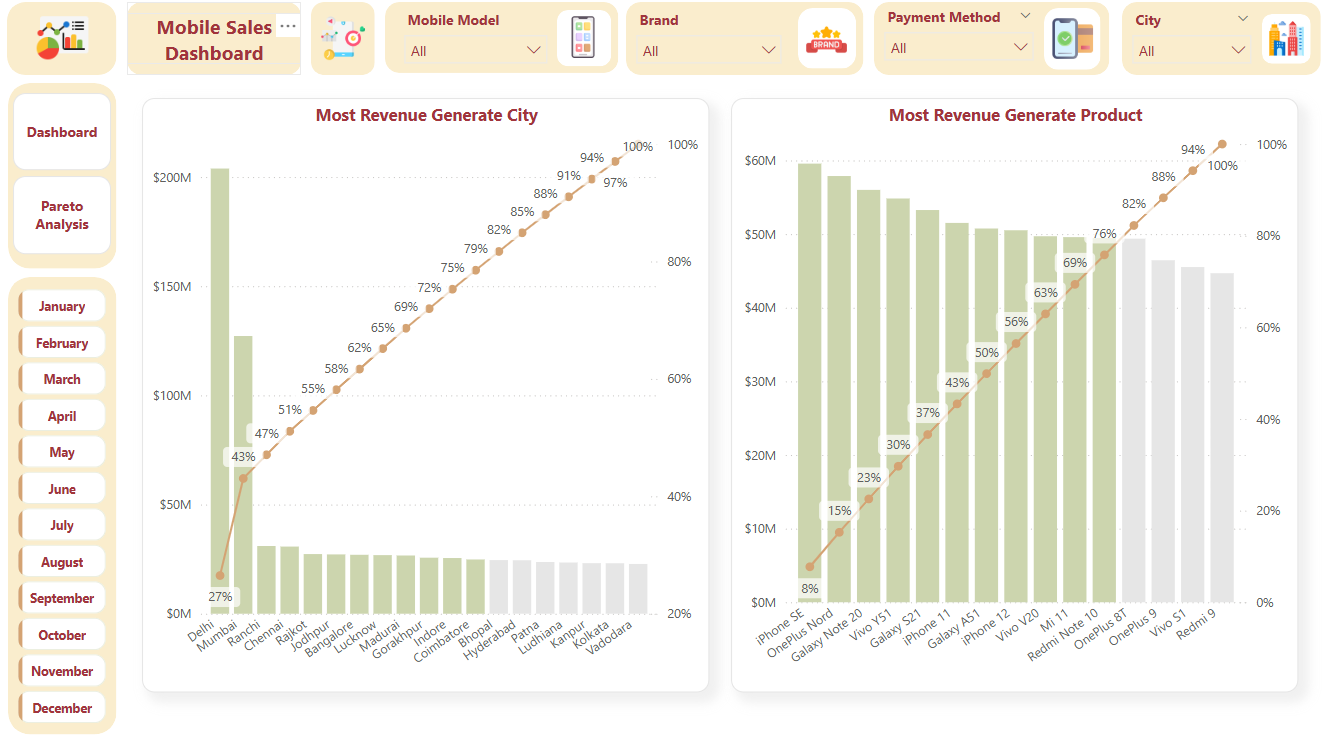 Mobile Sales
Dashboard
Mobile Model
All
Brand
All
BRAND
Payment Method
All
City
All
Dashboard
Pareto
Analysis
January
February
March
April
May
June
July
August
September
October
November
December
Most Revenue Generate City
$200M
$150M
$100M
$50M
$0M
27%
43%
47%
51%
55%
58%
62%
65%
69%
72%
75%
79%
82%
85%
88%
91%
94%
97%
100%
100%
80%
60%
40%
20%
Delhi
Mumbai
Ranchi
Chennai
Rajkot
Jodhpur
Bangalore
Lucknow
Madurai
Gorakhpur
Indore
Coimbatore
Bhopal
Hyderabad
Patna
Ludhiana
Kanpur
Kolkata
Vadodara
Most Revenue Generate Product
$60M
$50M
$40M
$30M
$20M
$10M
$0M
8%
15%
23%
30%
37%
43%
50%
56%
63%
69%
76%
82%
88%
94%
100%
100%
80%
60%
40%
20%
0%
iPhone SE
OnePlus Nord
Galaxy Note 20
Vivo Y51
Galaxy S21
iPhone 11
Galaxy A51
iPhone 12
Vivo V20
Mi 11
Redmi Note 10
OnePlus 8T
OnePlus 9
Vivo S1
Redmi 9